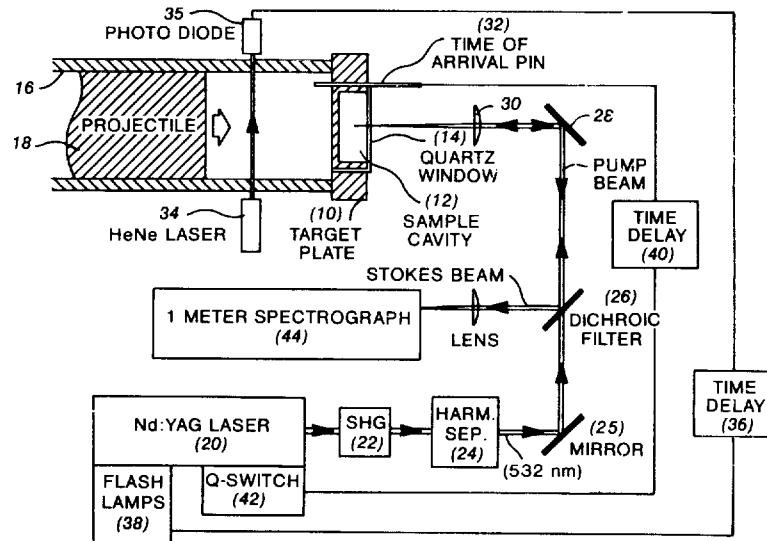 35
PHOTO DIODE
(32)
TIME OF
ARRIVAL PIN
16
PROJECTILE
18
30
28
(14)
QUARTZ
WINDOW
PUMP
BEAM
34
HeNe LASER
(10)
TARGET
PLATE
(12)
SAMPLE
CAVITY
TIME
DELAY
(40)
STOKES BEAM
1 METER SPECTROGRAPH
(44)
LENS
(26)
DICHROIC
FILTER
TIME
DELAY
(36)
Nd:YAG LASER
(20)
SHG
(22)
HARM.
SEP.
(24)
(25)
MIRROR
(532 nm)
FLASH
LAMPS
(38)
Q-SWITCH
(42)